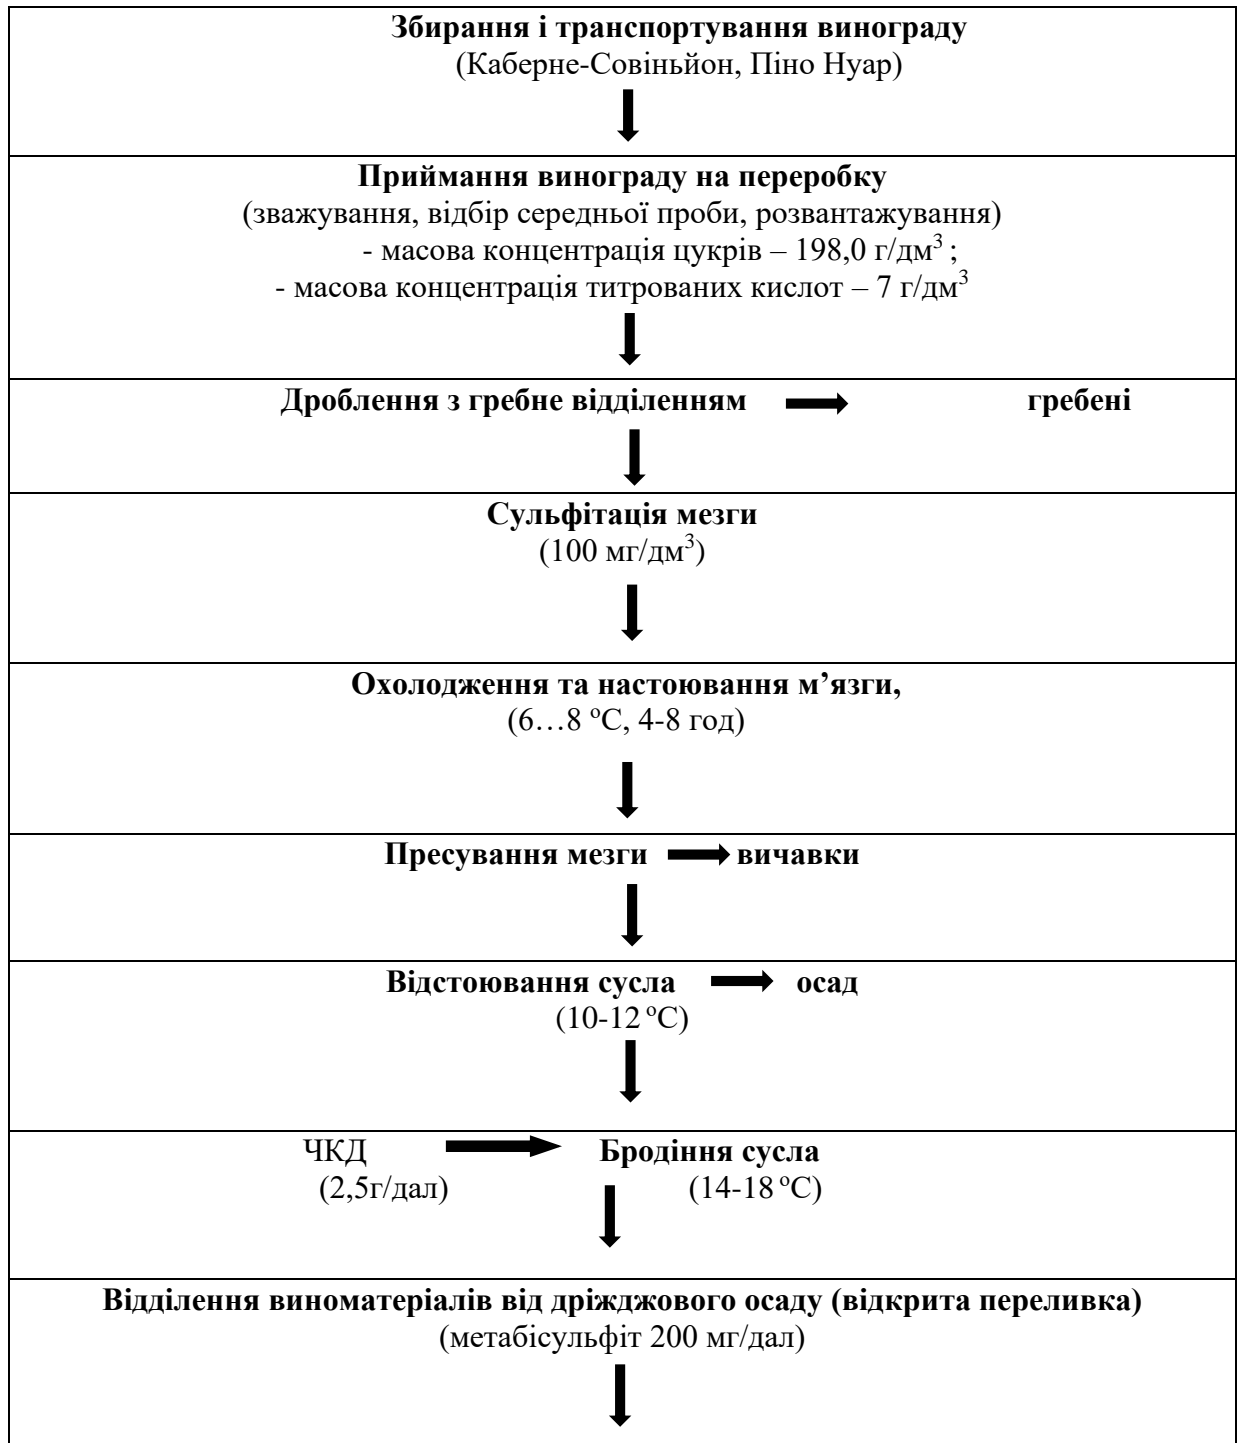 Збирання і транспортування винограду
(Каберне-Совіньйон, Піно Нуар)
Приймання винограду на переробку
(зважування, відбір середньої проби, розвантажування)
- масова концентрація цукрів – 198,0 г/дм³ ;
- масова концентрація титрованих кислот – 7 г/дм³
Дроблення з гребне відділенням гребені
Сульфітація мезги
(100 мг/дм³)
Охолодження та настоювання м’язги,
(6…8 ºС, 4-8 год)
Пресування мезги вичавки
Відстоювання сусла осад
(10-12 ºС)
ЧКД Бродіння сусла
(2,5г/дал) (14-18 ºС)
Відділення виноматеріалів від дріжджового осаду (відкрита переливка)
(метабісульфіт 200 мг/дал)